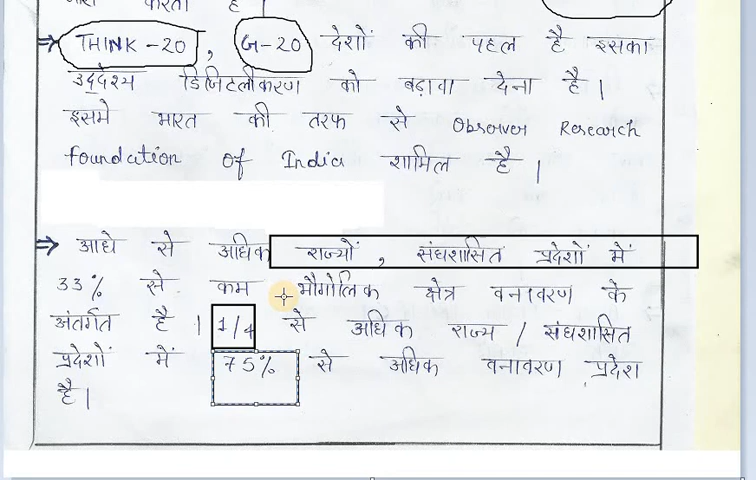 करता है।
⇒ THINK-20, G-20 देशों की पहल है इसका
उद्देश्य डिजिटलीकरण को बढ़ावा देना है।
इसमे भारत की तरफ से Observer Research
foundation of India शामिल है।
⇒ आधे से अधिक राज्यों, संघशासित प्रदेशों में
33% से कम भौगोलिक क्षेत्र वनावरण के
अंतर्गत है। 1/4 से अधिक राज्य / संघशासित
प्रदेशों में 75% से अधिक वनावरण प्रदेश
है।